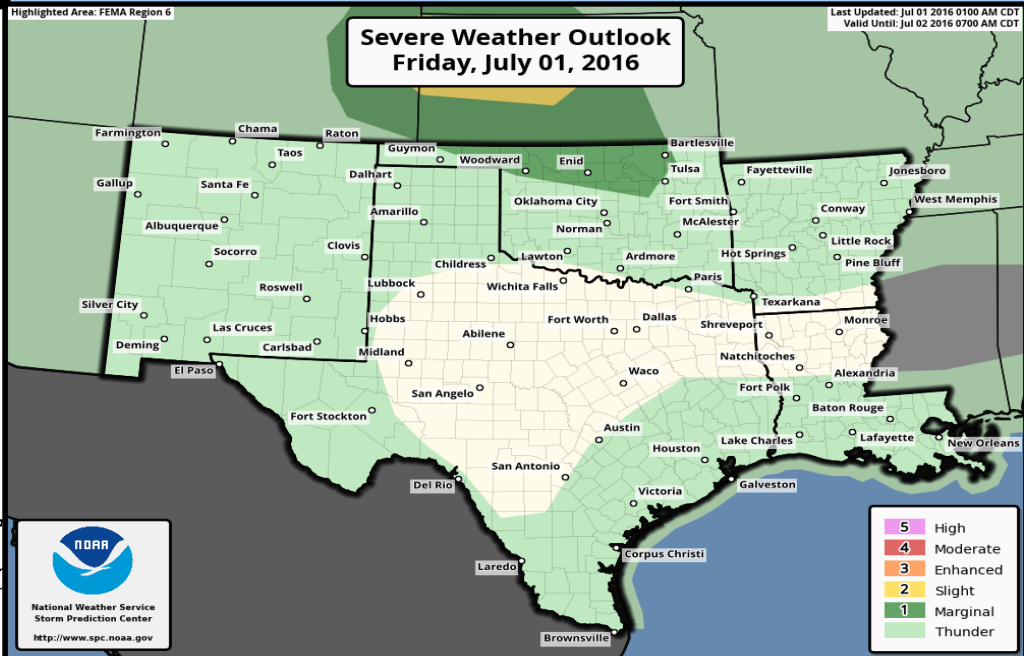 Highlighted Area: FEMA Region 6
Last Updated: Jul 01 2016 0100 AM CDT
Valid Until: Jul 02 2016 0700 AM CDT
Severe Weather Outlook
Friday, July 01, 2016
Farmington
Chama
Raton
Taos
Guymon
Woodward
Enid
Bartlesville
Tulsa
Fayetteville
Jonesboro
Gallup
Santa Fe
Dalhart
Oklahoma City
Fort Smith
West Memphis
Albuquerque
Amarillo
Norman
McAlester
Conway
Socorro
Clovis
Childress
Lawton
Ardmore
Hot Springs
Little Rock
Pine Bluff
Roswell
Lubbock
Wichita Falls
Paris
Texarkana
Silver City
Las Cruces
Hobbs
Abilene
Fort Worth
Dallas
Shreveport
Monroe
Deming
Carlsbad
Midland
Natchitoches
El Paso
San Angelo
Waco
Fort Polk
Alexandria
Fort Stockton
Austin
Baton Rouge
Houston
Lake Charles
Lafayette
New Orleans
Del Rio
San Antonio
Victoria
Galveston
Laredo
Corpus Christi
Brownsville
NOAA
National Weather Service
Storm Prediction Center
http://www.spc.noaa.gov
5 High
4 Moderate
3 Enhanced
2 Slight
1 Marginal
Thunder